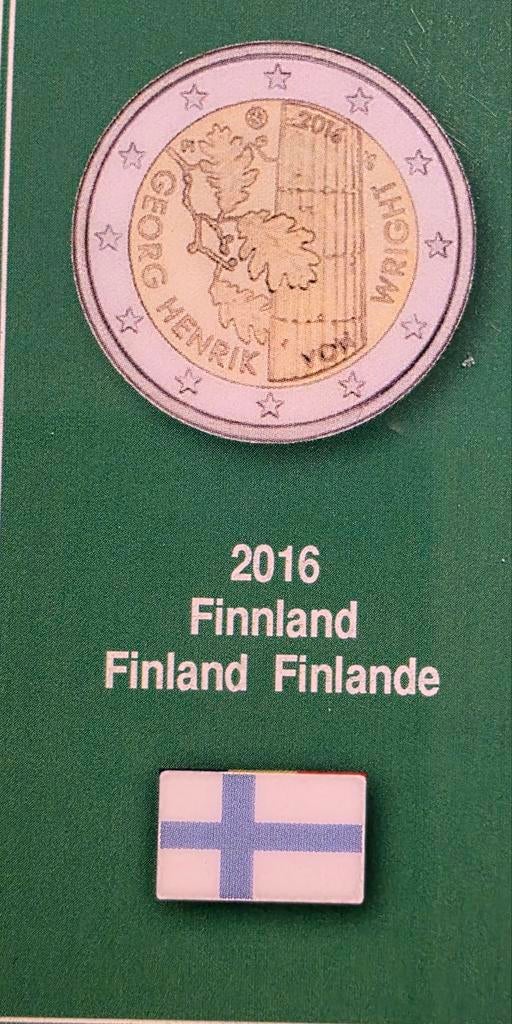 2016
GEORG HENRIK VON WRIGHT
2016
Finnland
Finland Finlande